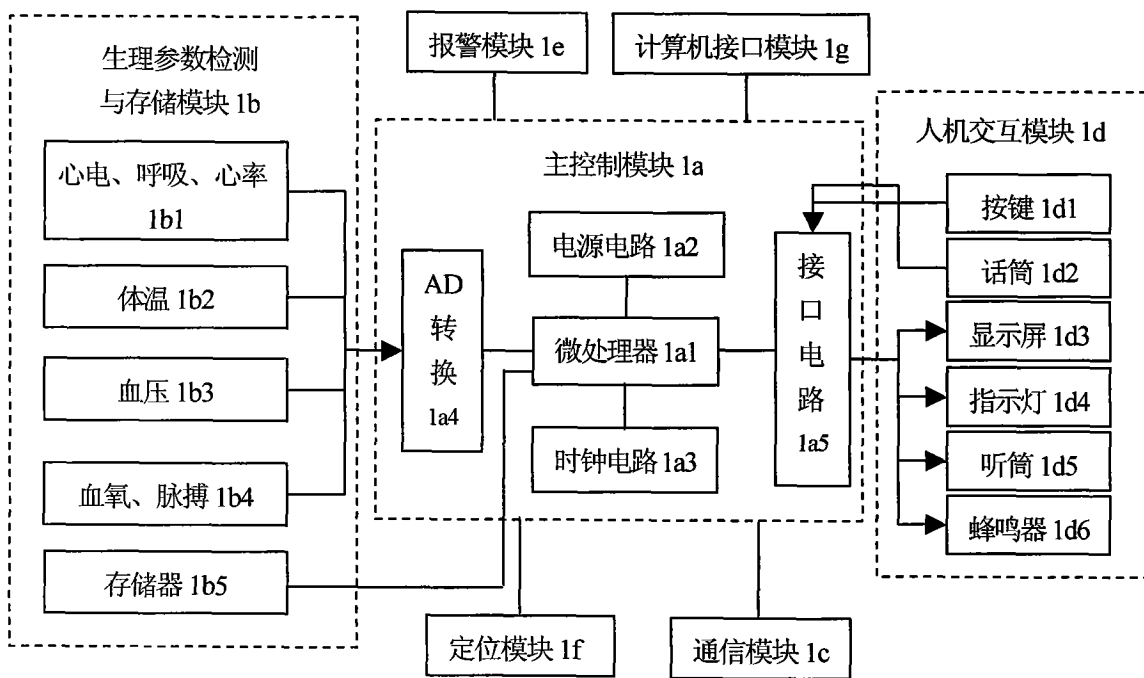 报警模块 1e
计算机接口模块 1g
生理参数检测
与存储模块 1b
心电、呼吸、心率
1b1
体温 1b2
血压 1b3
血氧、脉搏 1b4
存储器 1b5
主控制模块 1a
AD
转
换
1a4
电源电路 1a2
微处理器 1a1
时钟电路 1a3
接
口
电
路
1a5
人机交互模块 1d
按键 1d1
话筒 1d2
显示屏 1d3
指示灯 1d4
听筒 1d5
蜂鸣器 1d6
定位模块 1f
通信模块 1c